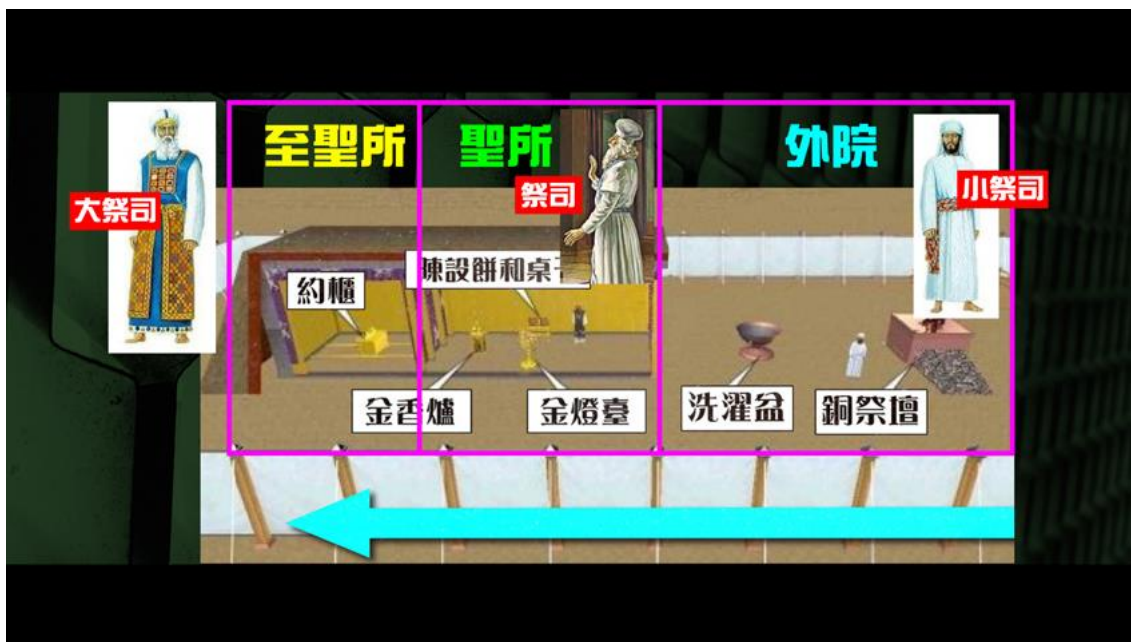 至聖所
聖所
外院
大祭司
祭司
小祭司
陳設餅和桌子
約櫃
金香爐
金燈臺
洗濯盆
銅祭壇